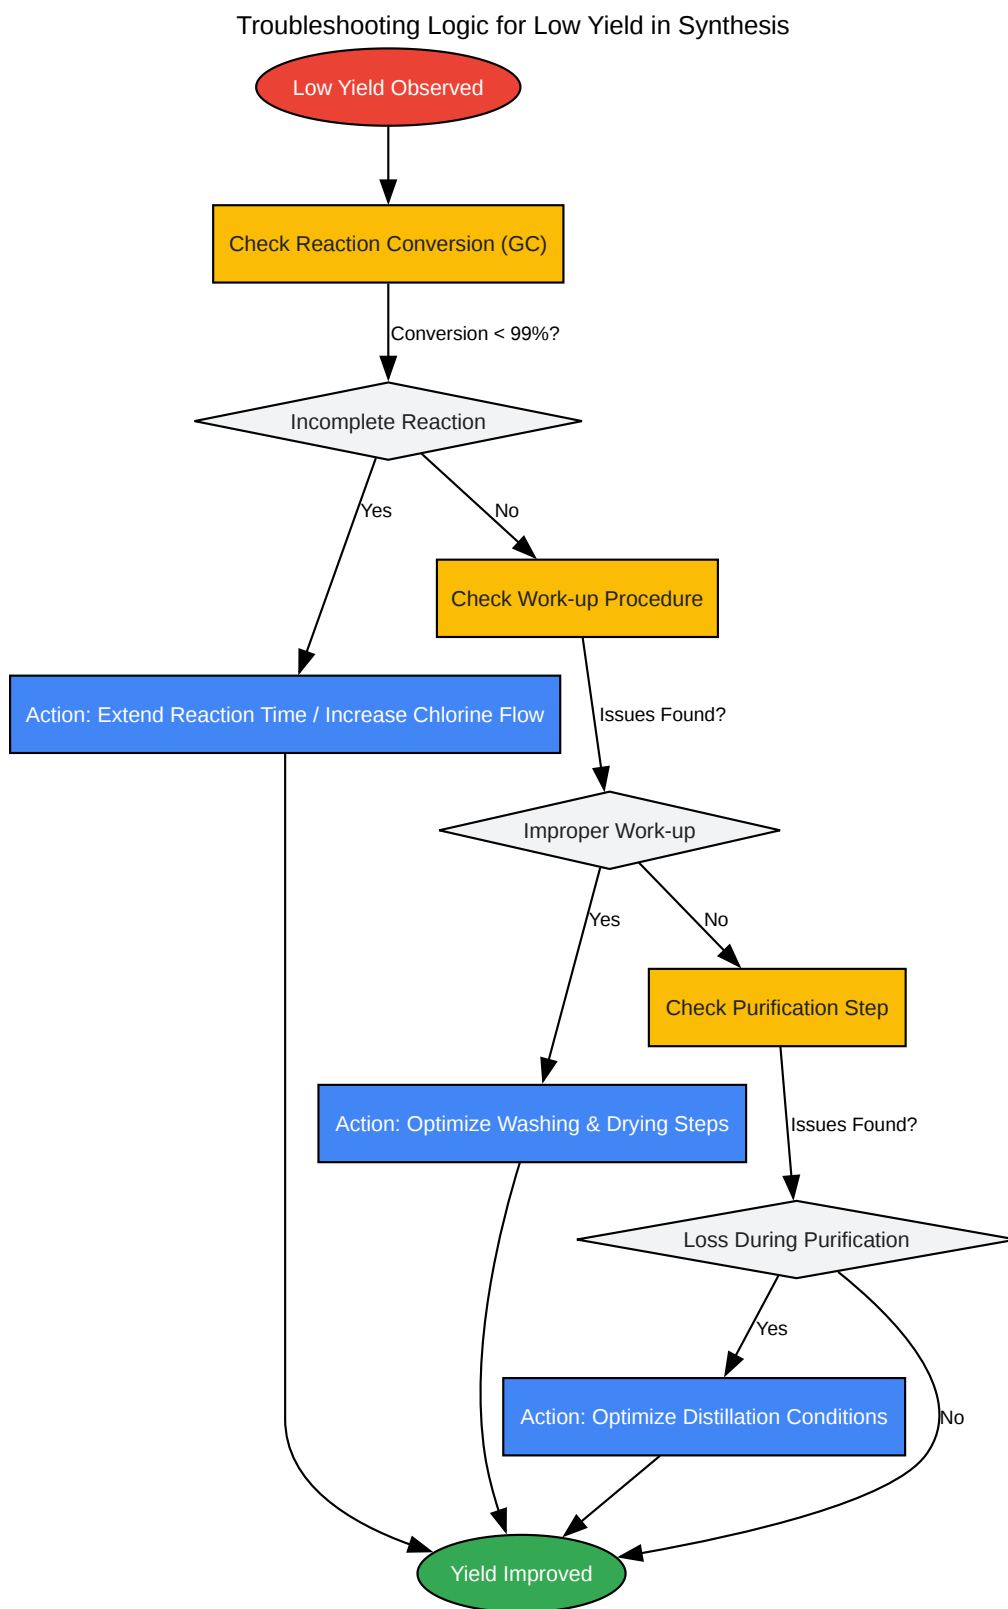 Troubleshooting Logic for Low Yield in Synthesis
Low Yield Observed
Check Reaction Conversion (GC)
Conversion < 99%?
Incomplete Reaction
Yes
No
Check Work-up Procedure
Action: Extend Reaction Time / Increase Chlorine Flow
Issues Found?
Improper Work-up
Yes
No
Check Purification Step
Action: Optimize Washing & Drying Steps
Issues Found?
Loss During Purification
Yes
Action: Optimize Distillation Conditions
No
Yield Improved